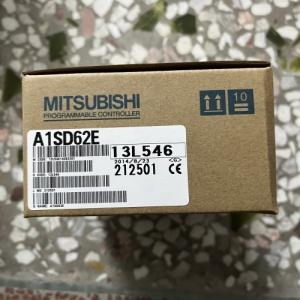 MITSUBISHI
PROGRAMMABLE CONTROLLER
10
A1SD62E
13L546
2014/8/23 <G>
212501 CE